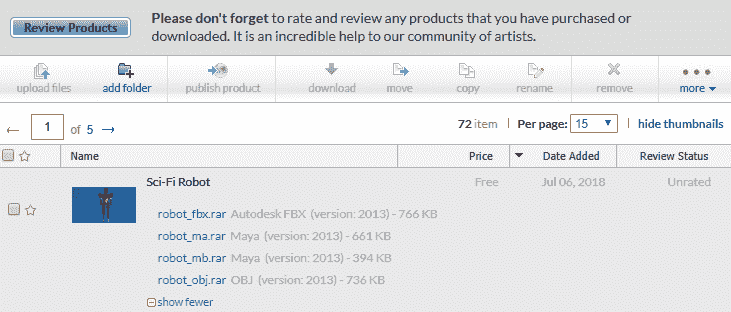 Review Products
Please don't forget to rate and review any products that you have purchased or
downloaded. It is an incredible help to our community of artists.
upload files add folder publish product download move copy rename remove more
← 1 of 5 → 72 item Per page: 15 hide thumbnails
Name Price Date Added Review Status
Sci-Fi Robot Free Jul 06, 2018 Unrated
robot_fbx.rar Autodesk FBX (version: 2013) - 766 KB
robot_ma.rar Maya (version: 2013) - 661 KB
robot_mb.rar Maya (version: 2013) - 394 KB
robot_obj.rar OBJ (version: 2013) - 736 KB
show fewer